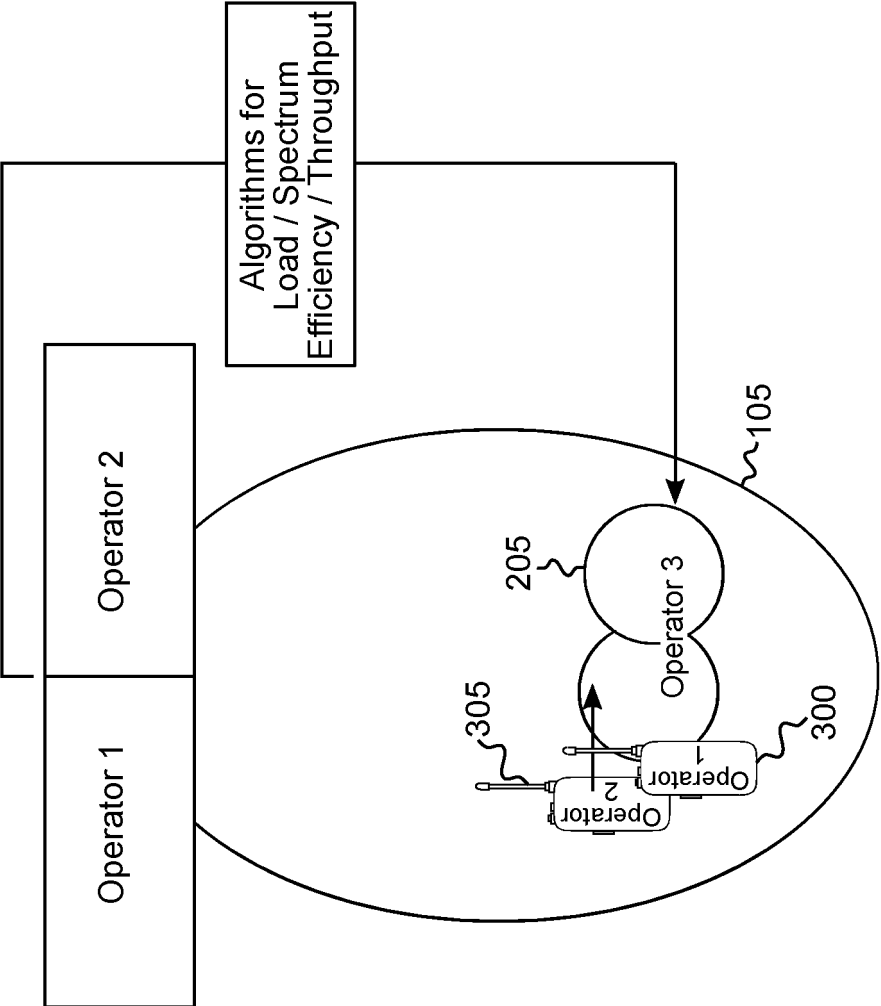 Operator 1
Operator 2
Algorithms for
Load / Spectrum
Efficiency / Throughput
305
205
105
Operator
2
Operator
1
Operator 3
300